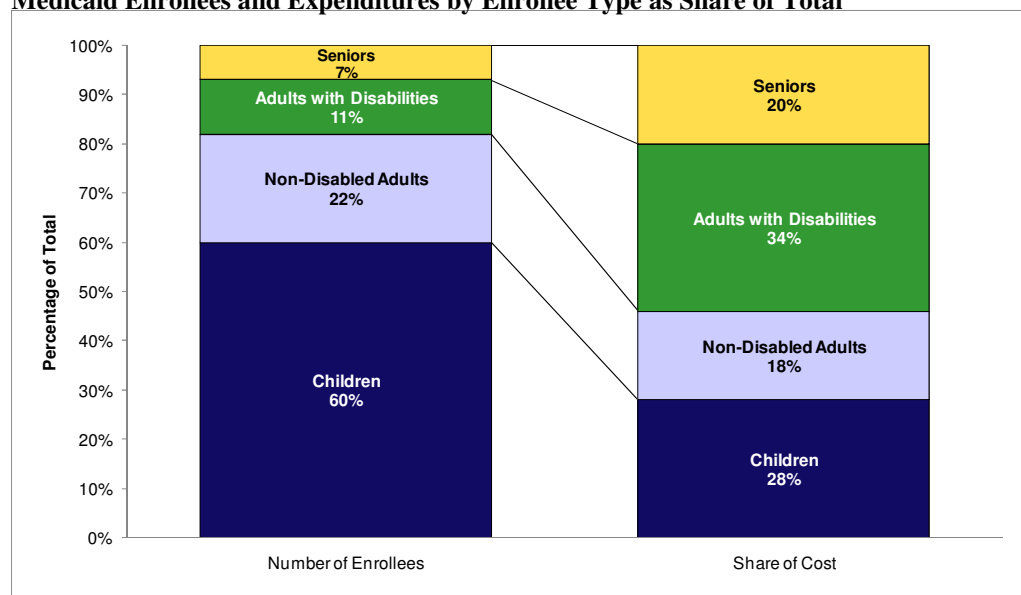 Medicaid Enrollees and Expenditures by Enrollee Type as Share of Total
100%
90%
80%
70%
60%
50%
40%
30%
20%
10%
0%
Percentage of Total
Seniors
7%
Adults with Disabilities
11%
Non-Disabled Adults
22%
Children
60%
Seniors
20%
Adults with Disabilities
34%
Non-Disabled Adults
18%
Children
28%
Number of Enrollees
Share of Cost